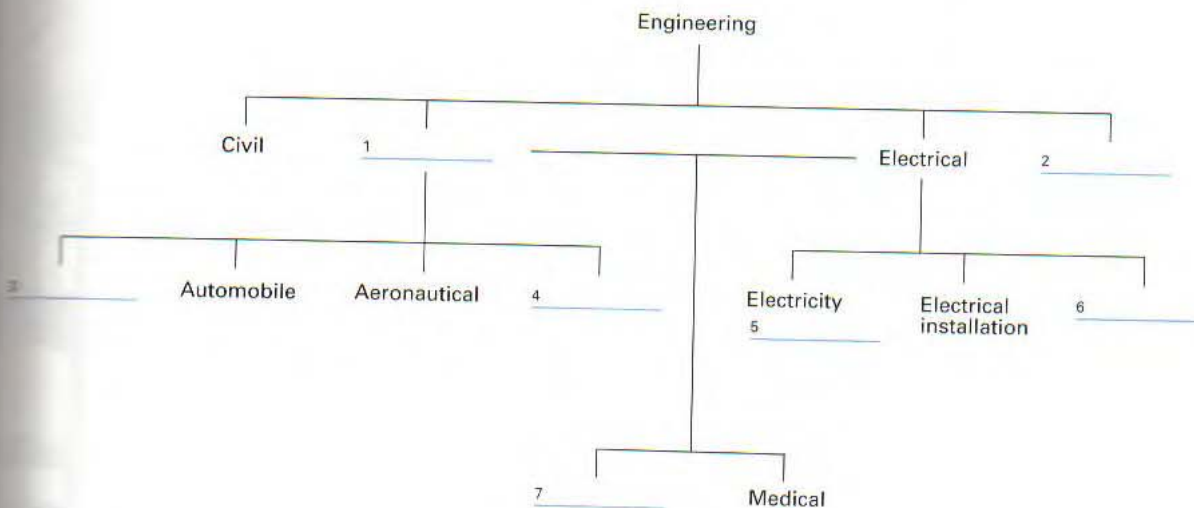 Engineering
Civil
1
Electrical
2
3
Automobile
Aeronautical
4
Electricity
5
Electrical
installation
6
7
Medical